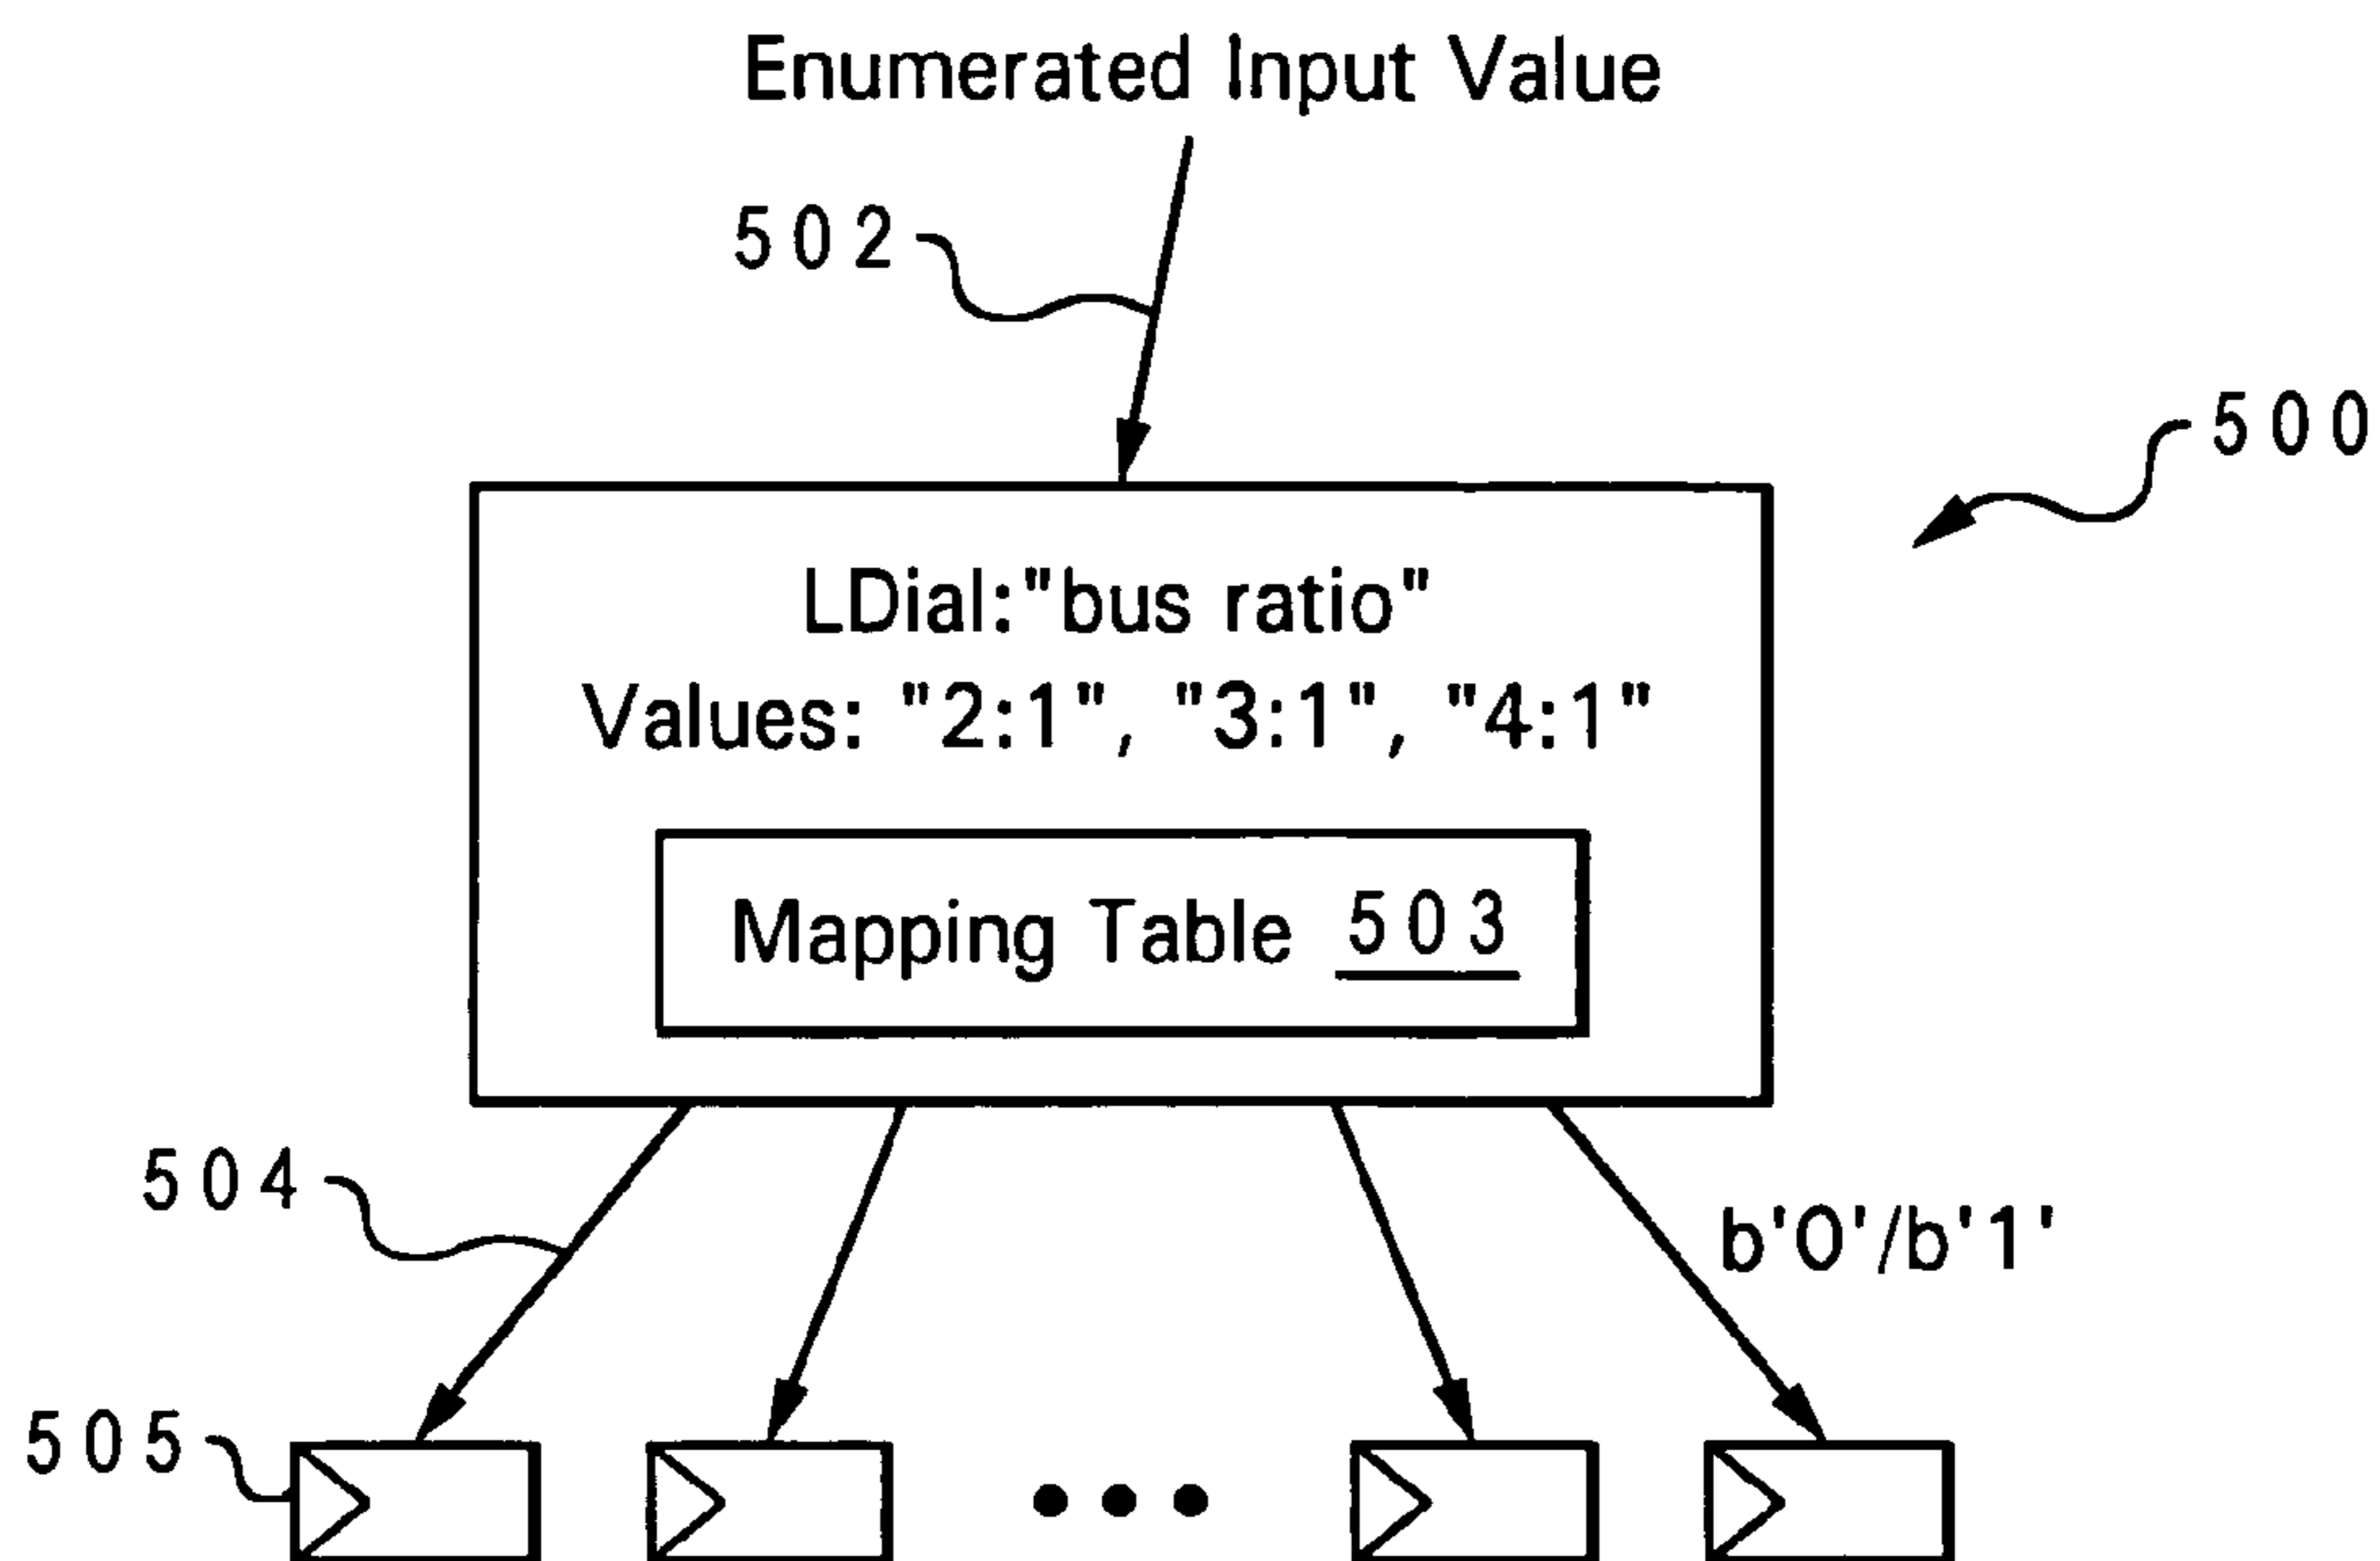 Enumerated Input Value
502
500
LDial:"bus ratio"
Values: "2:1", "3:1", "4:1"
Mapping Table 503
504
b'0'/b'1'
505